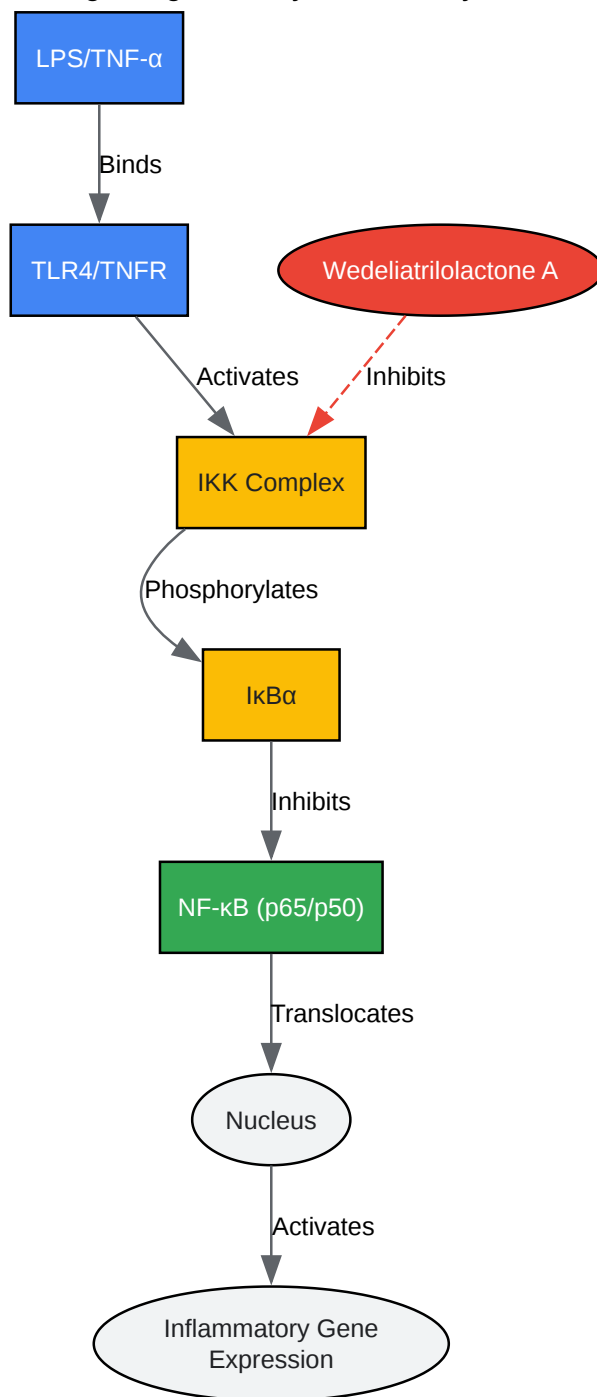 LPS/TNF-α
Binds
TLR4/TNFR
Wedeliatrilolactone A
Activates
Inhibits
IKK Complex
Phosphorylates
IκBα
Inhibits
NF-κB (p65/p50)
Translocates
Nucleus
Activates
Inflammatory Gene
Expression